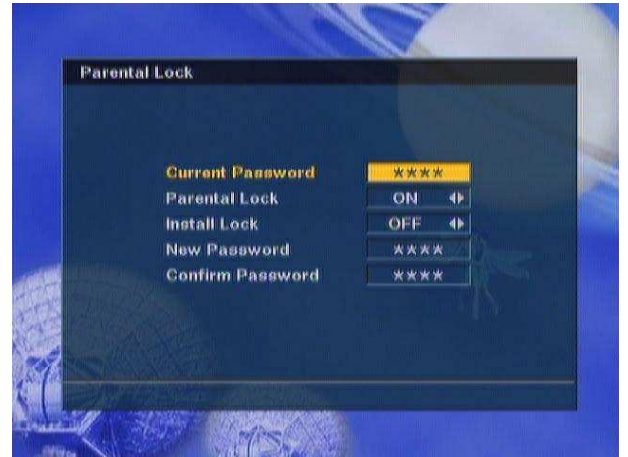 Parental Lock
Current Password ****
Parental Lock ON
Install Lock OFF
New Password ****
Confirm Password ****